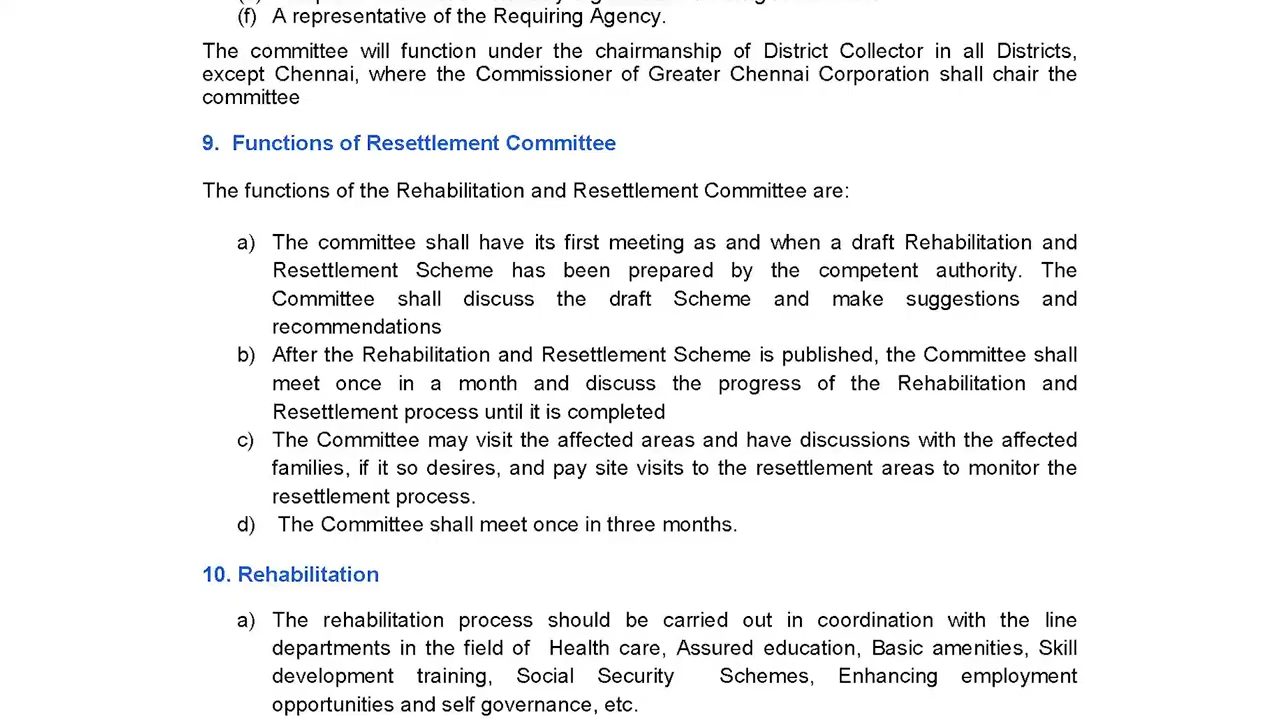 (f) A representative of the Requiring Agency.
The committee will function under the chairmanship of District Collector in all Districts,
except Chennai, where the Commissioner of Greater Chennai Corporation shall chair the
committee
9. Functions of Resettlement Committee
The functions of the Rehabilitation and Resettlement Committee are:
a) The committee shall have its first meeting as and when a draft Rehabilitation and
Resettlement Scheme has been prepared by the competent authority. The
Committee shall discuss the draft Scheme and make suggestions and
recommendations
b) After the Rehabilitation and Resettlement Scheme is published, the Committee shall
meet once in a month and discuss the progress of the Rehabilitation and
Resettlement process until it is completed
c) The Committee may visit the affected areas and have discussions with the affected
families, if it so desires, and pay site visits to the resettlement areas to monitor the
resettlement process.
d) The Committee shall meet once in three months.
10. Rehabilitation
a) The rehabilitation process should be carried out in coordination with the line
departments in the field of Health care, Assured education, Basic amenities, Skill
development training, Social Security Schemes, Enhancing employment
opportunities and self governance, etc.